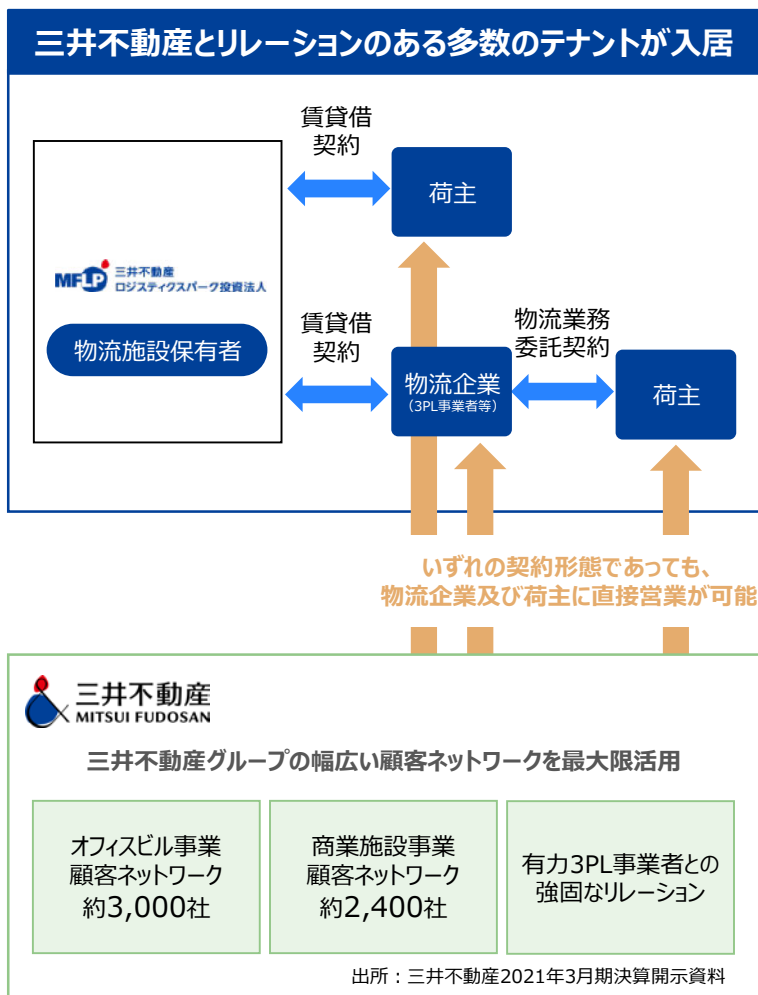 三井不動産とリレーションのある多数のテナントが入居
賃貸借
契約
荷主
MFLP 三井不動産
ロジスティクスパーク投資法人
物流施設保有者
賃貸借
契約
物流企業
（3PL事業者等）
物流業務
委託契約
荷主
いずれの契約形態であっても、
物流企業及び荷主に直接営業が可能
三井不動産
MITSUI FUDOSAN
三井不動産グループの幅広い顧客ネットワークを最大限活用
オフィスビル事業
顧客ネットワーク
約3,000社
商業施設事業
顧客ネットワーク
約2,400社
有力3PL事業者との
強固なリレーション
出所：三井不動産2021年3月期決算開示資料